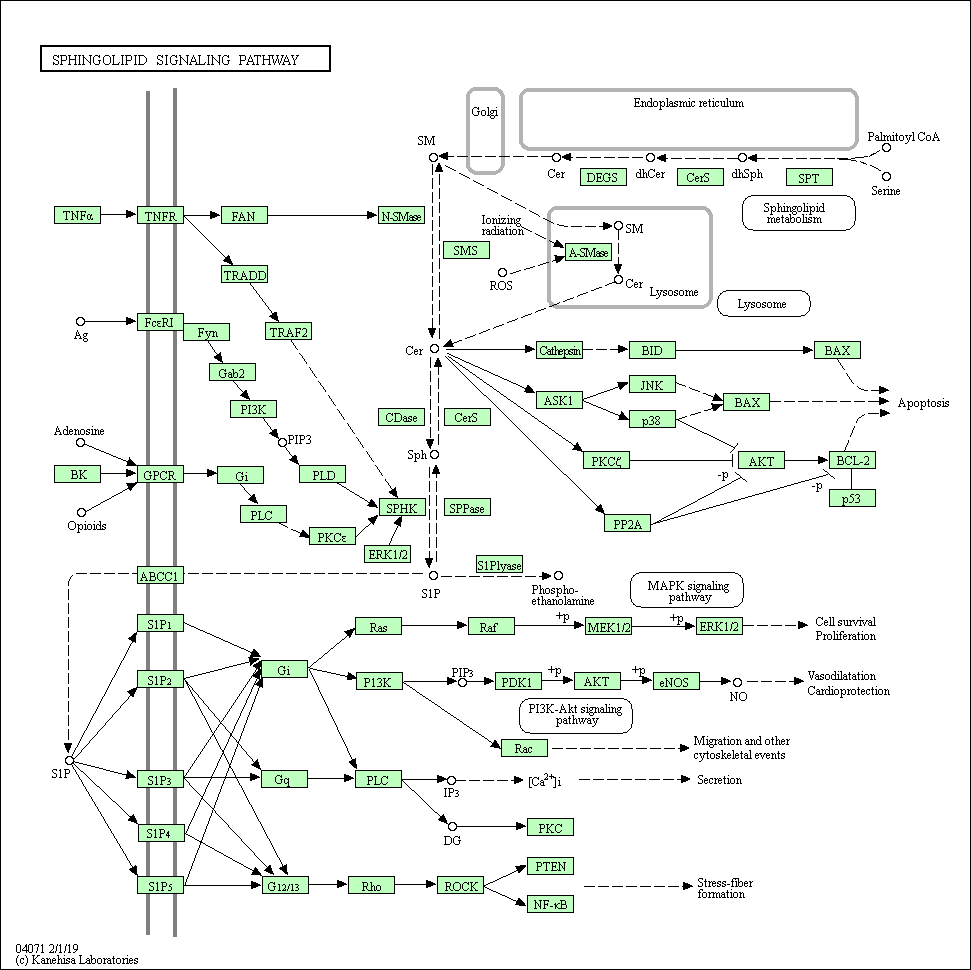 SPHINGOLIPID SIGNALING PATHWAY
Golgi
Endoplasmic reticulum
SM
Palmitoyl CoA
Cer
dhCer
dhSph
DEGS
CerS
SPT
Serine
Sphingolipid
metabolism
TNFα
TNFR
FAN
N-SMase
Ionizing
radiation
SM
SMS
A-SMase
TRADD
ROS
Cer
Lysosome
Lysosome
Ag
FcεRI
Fyn
TRAF2
Cer
Cathepsin
BID
BAX
Gab2
JNK
ASK1
BAX
Apoptosis
PI3K
CDase
CerS
p38
Adenosine
PIP3
Sph
BK
GPCR
Gi
PLD
PKCζ
AKT
BCL-2
-p
-p
p53
Opioids
PLC
SPHK
SPPase
PP2A
PKCε
ERK1/2
ABCC1
S1P
S1Plyase
Phospho-
ethanolamine
MAPK signaling
pathway
S1P1
Ras
Raf
+p
MEK1/2
+p
ERK1/2
Cell survival
Proliferation
S1P2
Gi
P13K
PIP3
PDK1
+p
AKT
+p
eNOS
NO
Vasodilatation
Cardioprotection
PI3K-Akt signaling
pathway
Rac
Migration and other
cytoskeletal events
S1P
S1P3
Gq
PLC
IP3
[Ca2+]i
Secretion
S1P4
DG
PKC
S1P5
G12/13
Rho
ROCK
PTEN
NF-κB
Stress-fiber
formation
04071 2/1/19
(c) Kanehisa Laboratories